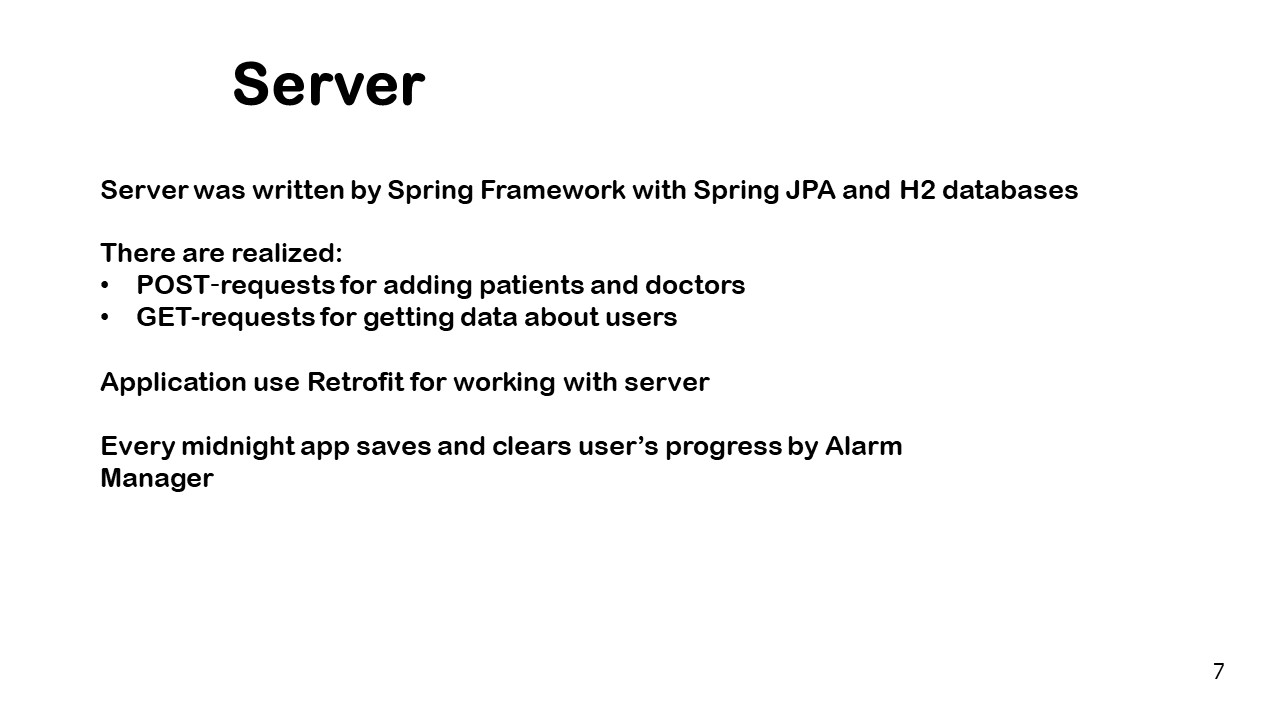 Server
Server was written by Spring Framework with Spring JPA and H2 databases
There are realized:
• POST-requests for adding patients and doctors
• GET-requests for getting data about users
Application use Retrofit for working with server
Every midnight app saves and clears user’s progress by Alarm
Manager
7